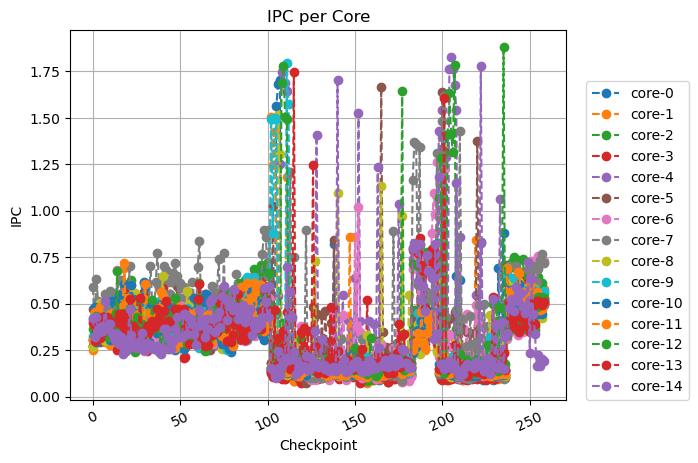 IPC per Core
IPC
1.75
1.50
1.25
1.00
0.75
0.50
0.25
0.00
0
50
100
150
200
250
Checkpoint
core-0
core-1
core-2
core-3
core-4
core-5
core-6
core-7
core-8
core-9
core-10
core-11
core-12
core-13
core-14